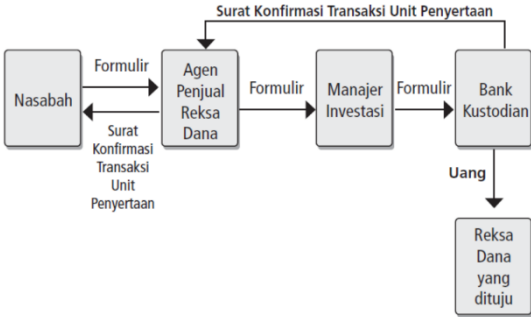 Surat Konfirmasi Transaksi Unit Penyertaan
Nasabah
Formulir
Surat
Konfirmasi
Transaksi
Unit
Penyertaan
Agen
Penjual
Reksa
Dana
Formulir
Manajer
Investasi
Formulir
Bank
Kustodian
Uang
Reksa
Dana
yang
dituju